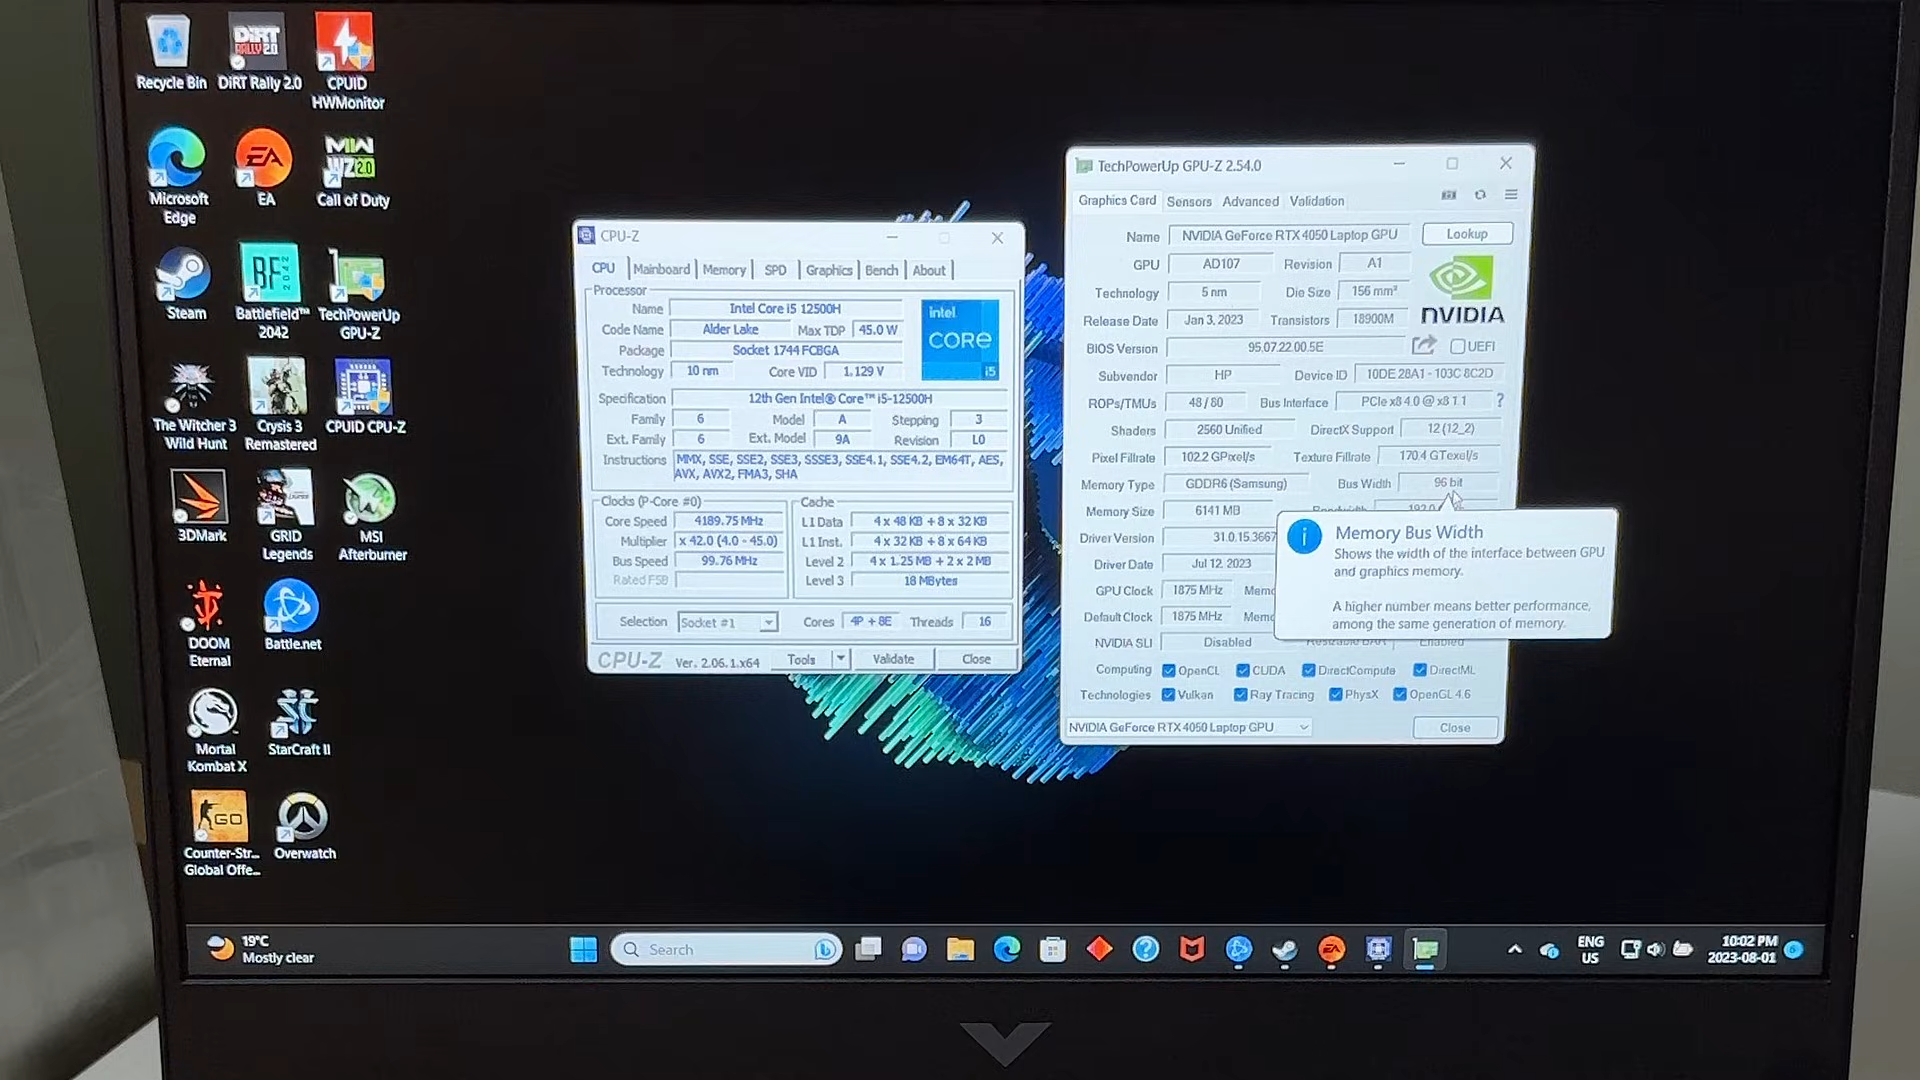 Recycle Bin
DiRT Rally 2.0
CPUID
HWMonitor
Microsoft
Edge
EA
Call of Duty
Steam
Battlefield™
2042
TechPowerUp
GPU-Z
The Witcher 3
Wild Hunt
Crysis 3
Remastered
CPUID CPU-Z
3DMark
GRID
Legends
MSI
Afterburner
DOOM
Eternal
Battle.net
Mortal
Kombat X
StarCraft II
Counter-Str...
Global Offe...
Overwatch
CPU-Z
CPU Mainboard Memory SPD Graphics Bench About
Processor
Name Intel Core i5 12500H
Code Name Alder Lake Max TDP 45.0 W
Package Socket 1744 FCBGA
Technology 10 nm Core VID 1.129 V
intel
CORE
i5
Specification 12th Gen Intel® Core™ i5-12500H
Family 6 Model A Stepping 3
Ext. Family 6 Ext. Model 9A Revision L0
Instructions MMX, SSE, SSE2, SSE3, SSSE3, SSE4.1, SSE4.2, EM64T, AES,
AVX, AVX2, FMA3, SHA
Clocks (P-Core #0)
Core Speed 4189.75 MHz
Multiplier x 42.0 (4.0 - 45.0)
Bus Speed 99.76 MHz
Rated FSB
Cache
L1 Data 4 x 48 KB + 8 x 32 KB
L1 Inst. 4 x 32 KB + 8 x 64 KB
Level 2 4 x 1.25 MB + 2 x 2 MB
Level 3 18 MBytes
Selection Socket #1 Cores 4P + 8E Threads 16
CPU-Z Ver. 2.06.1.x64 Tools Validate Close
TechPowerUp GPU-Z 2.54.0
Graphics Card Sensors Advanced Validation
Name NVIDIA GeForce RTX 4050 Laptop GPU Lookup
GPU AD107 Revision A1
Technology 5 nm Die Size 156 mm²
Release Date Jan 3, 2023 Transistors 18900M
NVIDIA
BIOS Version 95.07.22.00.5E UEFI
Subvendor HP Device ID 10DE 28A1 - 103C 8C2D
ROPs/TMUs 48 / 80 Bus Interface PCIe x8 4.0 @ x8 1.1 ?
Shaders 2560 Unified DirectX Support 12 (12_2)
Pixel Fillrate 102.2 GPixel/s Texture Fillrate 170.4 GTexel/s
Memory Type GDDR6 (Samsung) Bus Width 96 bit
Memory Size 6141 MB
Driver Version 31.0.15.3667
Driver Date Jul 12, 2023
GPU Clock 1875 MHz
Default Clock 1875 MHz
NVIDIA SLI Disabled Resizable BAR Enabled
Computing OpenCL CUDA DirectCompute DirectML
Technologies Vulkan Ray Tracing PhysX OpenGL 4.6
NVIDIA GeForce RTX 4050 Laptop GPU Close
Memory Bus Width
Shows the width of the interface between GPU
and graphics memory.
A higher number means better performance,
among the same generation of memory.
19°C
Mostly clear
Search
ENG
US
10:02 PM
2023-08-01